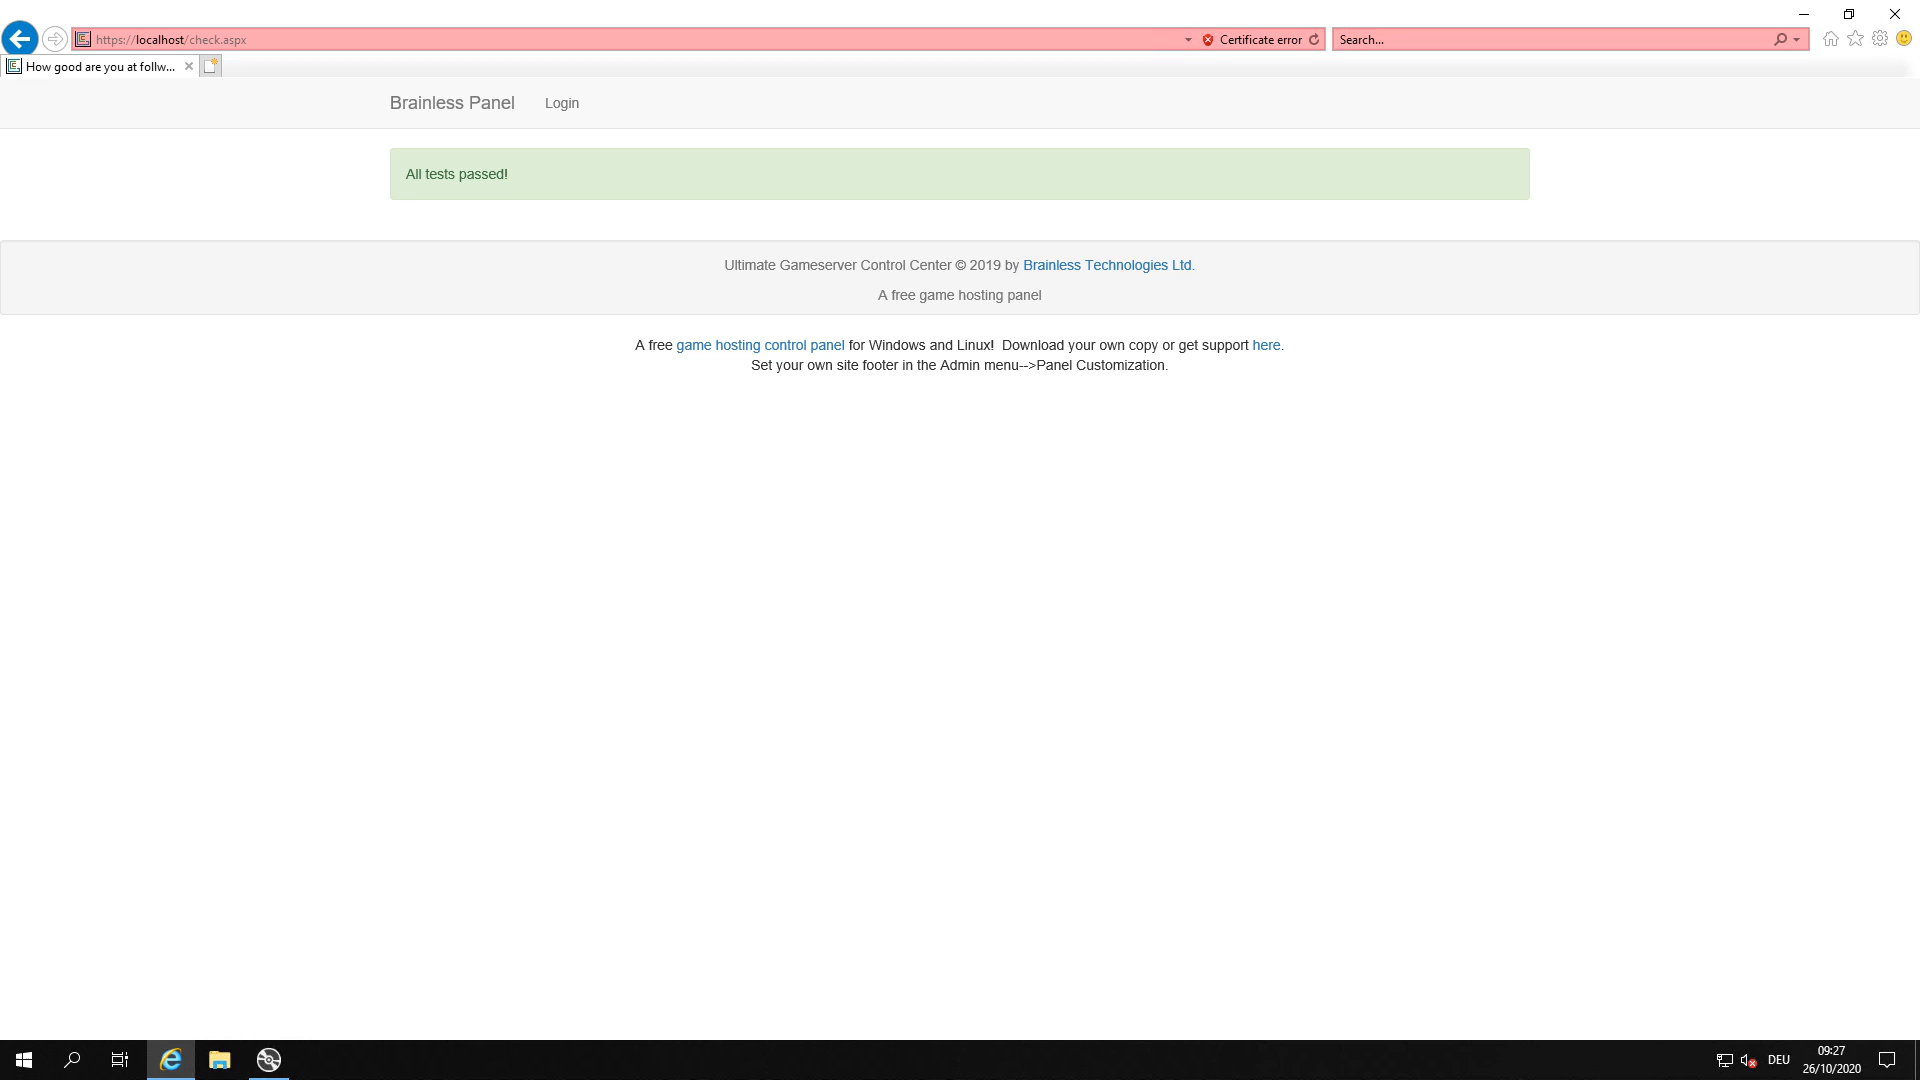 https://localhost/check.aspx
Certificate error
Search...
How good are you at follw...
Brainless Panel
Login
All tests passed!
Ultimate Gameserver Control Center © 2019 by Brainless Technologies Ltd.
A free game hosting panel
A free game hosting control panel for Windows and Linux! Download your own copy or get support here.
Set your own site footer in the Admin menu-->Panel Customization.
DEU
09:27
26/10/2020